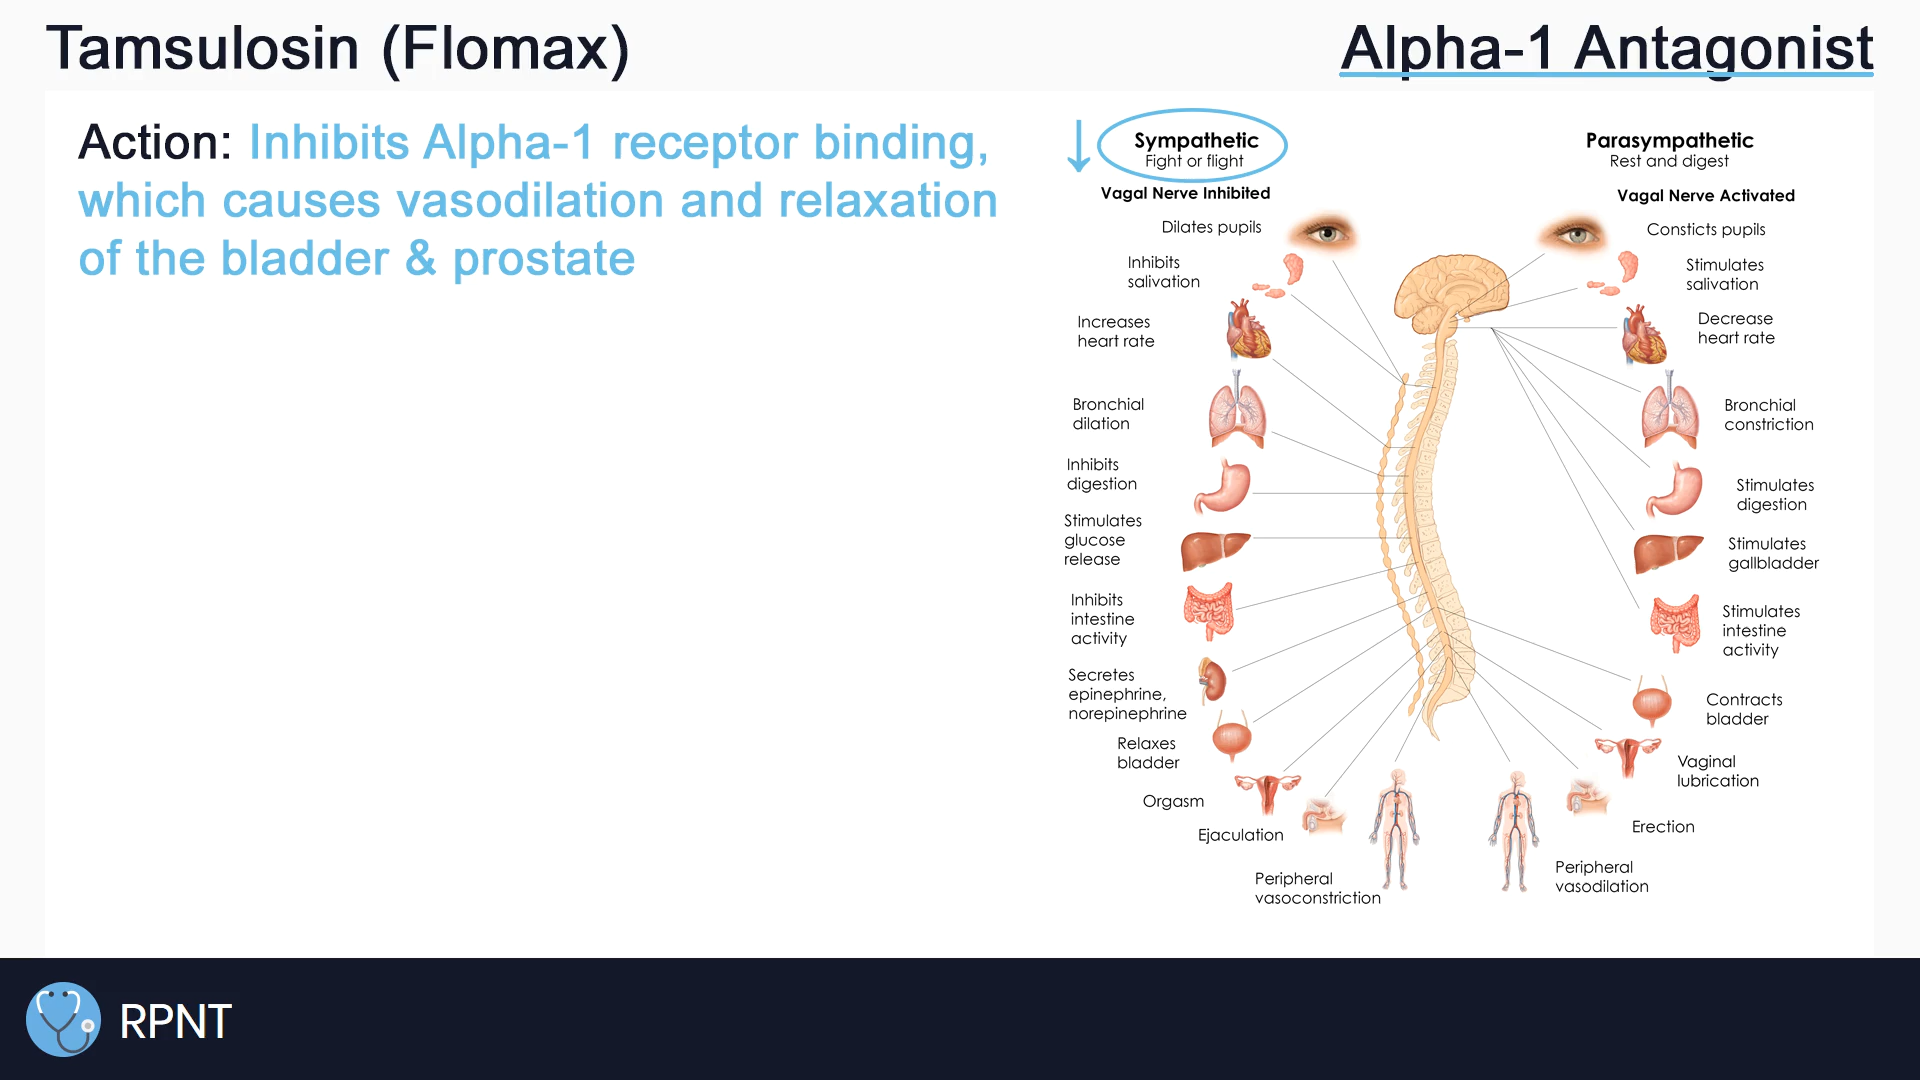 Tamsulosin (Flomax)
Alpha-1 Antagonist
Action: Inhibits Alpha-1 receptor binding,
which causes vasodilation and relaxation
of the bladder & prostate
Sympathetic
Fight or flight
Vagal Nerve Inhibited
Dilates pupils
Inhibits
salivation
Increases
heart rate
Bronchial
dilation
Inhibits
digestion
Stimulates
glucose
release
Inhibits
intestine
activity
Secretes
epinephrine,
norepinephrine
Relaxes
bladder
Orgasm
Ejaculation
Peripheral
vasoconstriction
Parasympathetic
Rest and digest
Vagal Nerve Activated
Consticts pupils
Stimulates
salivation
Decrease
heart rate
Bronchial
constriction
Stimulates
digestion
Stimulates
gallbladder
Stimulates
intestine
activity
Contracts
bladder
Vaginal
lubrication
Erection
Peripheral
vasodilation
RPNT